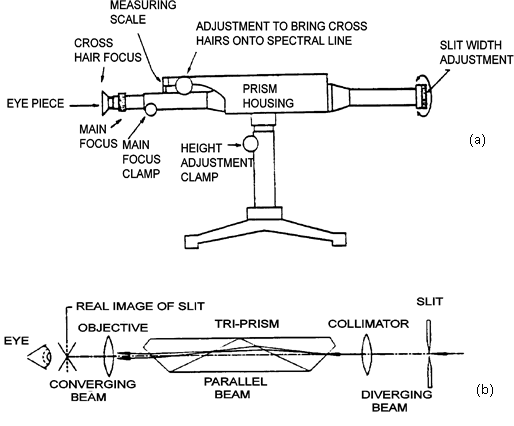 MEASURING
SCALE
ADJUSTMENT TO BRING CROSS
HAIRS ONTO SPECTRAL LINE
CROSS
HAIR FOCUS
SLIT WIDTH
ADJUSTMENT
PRISM
HOUSING
EYE PIECE
MAIN
FOCUS
MAIN
FOCUS
CLAMP
HEIGHT
ADJUSTMENT
CLAMP
(a)
REAL IMAGE OF SLIT
SLIT
EYE
OBJECTIVE
TRI-PRISM
COLLIMATOR
CONVERGING
BEAM
PARALLEL
BEAM
DIVERGING
BEAM
(b)